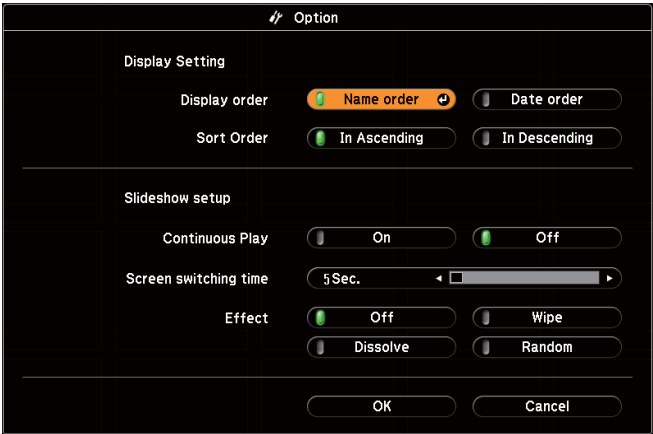 Option
Display Setting
Display order Name order Date order
Sort Order In Ascending In Descending
Slideshow setup
Continuous Play On Off
Screen switching time 5Sec.
Effect Off Wipe
Dissolve Random
OK Cancel